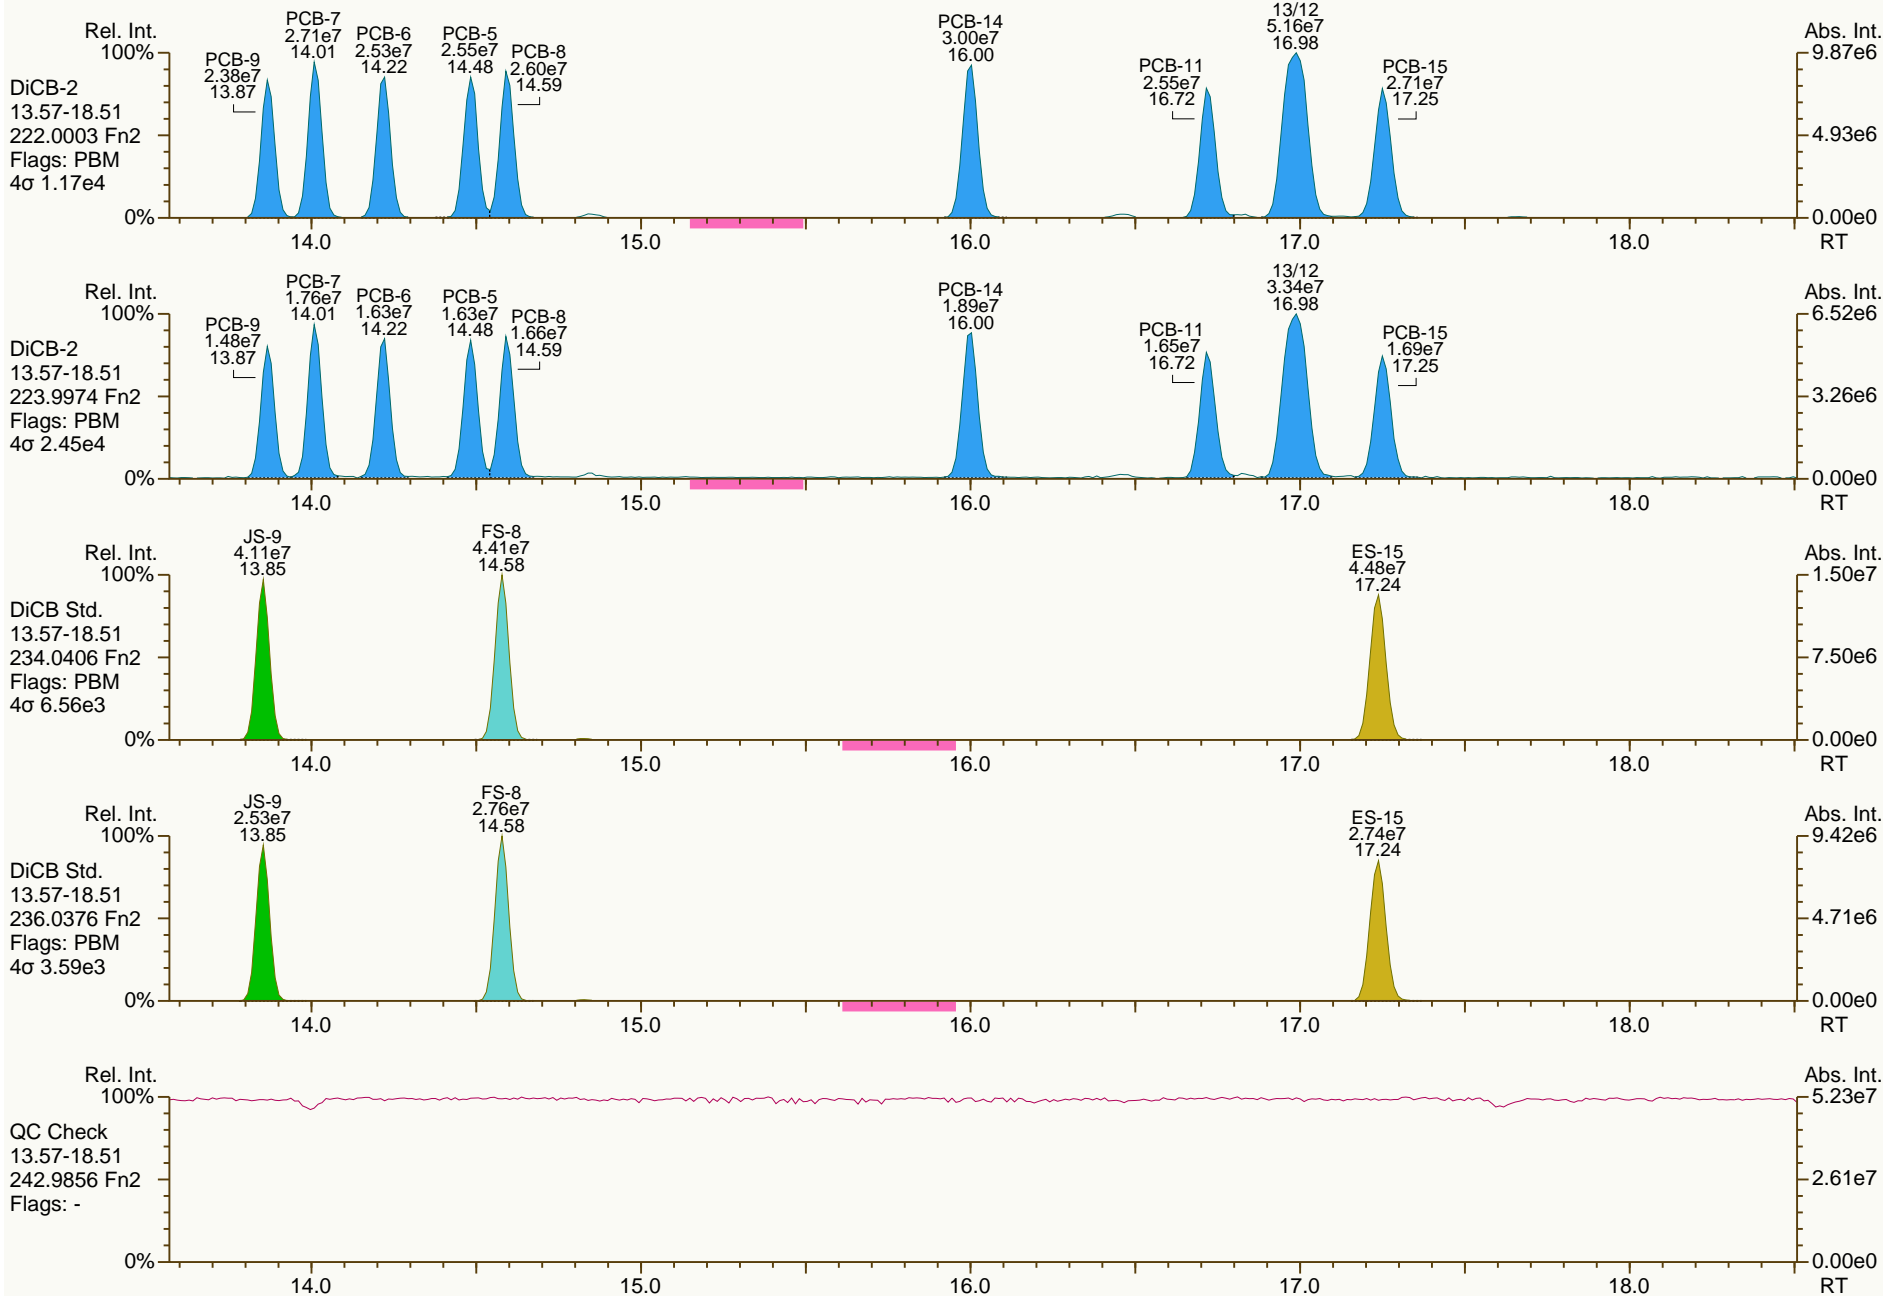 Rel. Int.
Abs. Int.
DiCB-2
13.57-18.51
222.0003 Fn2
Flags: PBM
4σ 1.17e4
100%
0%
PCB-9
2.38e7
13.87
PCB-7
2.71e7
14.01
PCB-6
2.53e7
14.22
PCB-5
2.55e7
14.48
PCB-8
2.60e7
14.59
PCB-14
3.00e7
16.00
PCB-11
2.55e7
16.72
13/12
5.16e7
16.98
PCB-15
2.71e7
17.25
9.87e6
4.93e6
0.00e0
14.0 15.0 16.0 17.0 18.0 RT
Rel. Int.
Abs. Int.
DiCB-2
13.57-18.51
223.9974 Fn2
Flags: PBM
4σ 2.45e4
100%
0%
PCB-9
1.48e7
13.87
PCB-7
1.76e7
14.01
PCB-6
1.63e7
14.22
PCB-5
1.63e7
14.48
PCB-8
1.66e7
14.59
PCB-14
1.89e7
16.00
PCB-11
1.65e7
16.72
13/12
3.34e7
16.98
PCB-15
1.69e7
17.25
6.52e6
3.26e6
0.00e0
14.0 15.0 16.0 17.0 18.0 RT
Rel. Int.
Abs. Int.
DiCB Std.
13.57-18.51
234.0406 Fn2
Flags: PBM
4σ 6.56e3
100%
0%
JS-9
4.11e7
13.85
FS-8
4.41e7
14.58
ES-15
4.48e7
17.24
1.50e7
7.50e6
0.00e0
14.0 15.0 16.0 17.0 18.0 RT
Rel. Int.
Abs. Int.
DiCB Std.
13.57-18.51
236.0376 Fn2
Flags: PBM
4σ 3.59e3
100%
0%
JS-9
2.53e7
13.85
FS-8
2.76e7
14.58
ES-15
2.74e7
17.24
9.42e6
4.71e6
0.00e0
14.0 15.0 16.0 17.0 18.0 RT
Rel. Int.
Abs. Int.
QC Check
13.57-18.51
242.9856 Fn2
Flags: -
100%
0%
5.23e7
2.61e7
0.00e0
14.0 15.0 16.0 17.0 18.0 RT